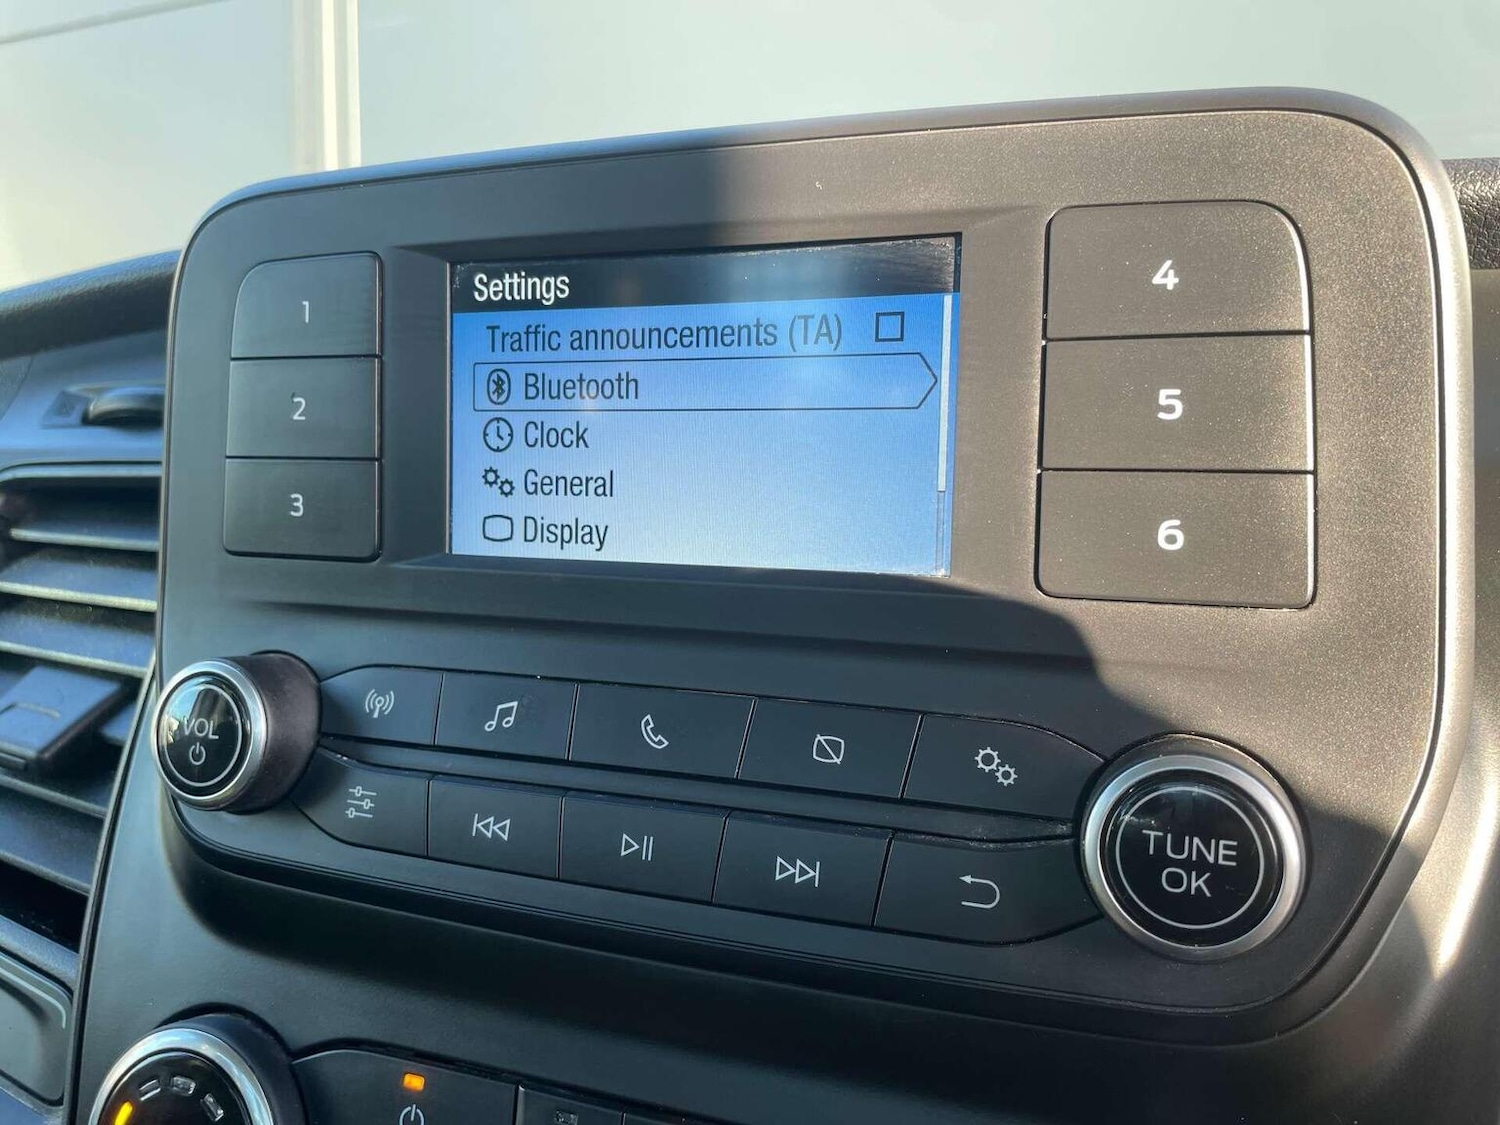 Settings
Traffic announcements (TA)
Bluetooth
Clock
General
Display
1
2
3
4
5
6
VOL
TUNE
OK